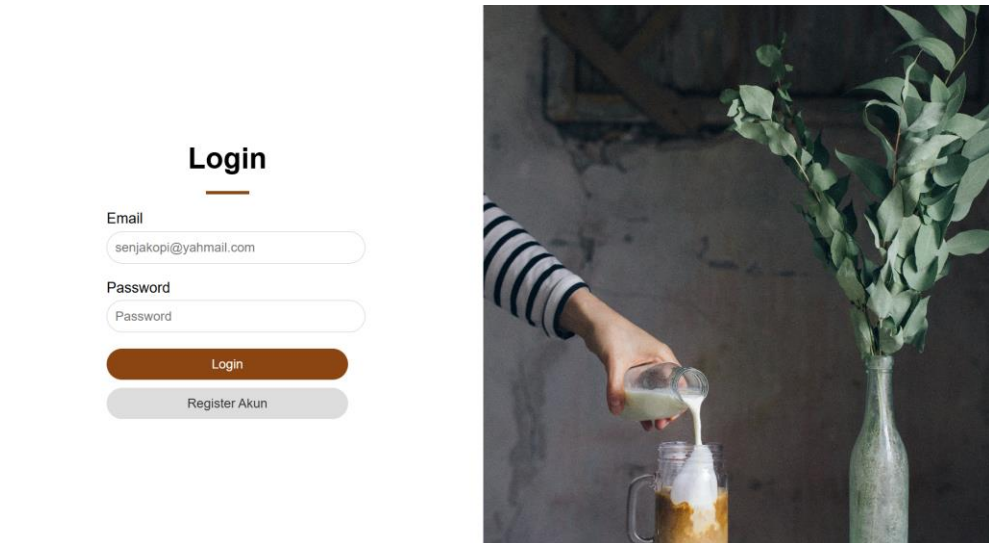 Login
Email
senjakopi@yahmail.com
Password
Password
Login
Register Akun